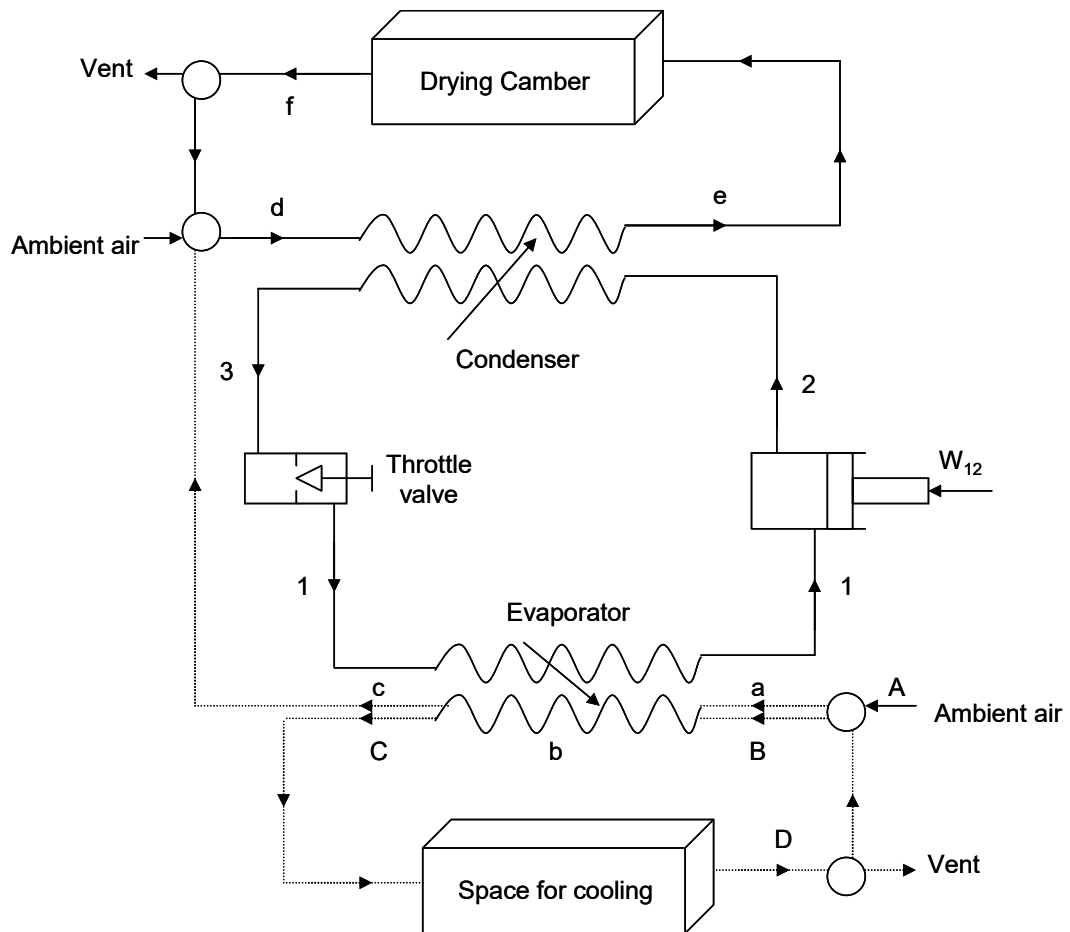 Vent
Drying Camber
f
d
e
Ambient air
Condenser
3
2
Throttle
valve
W12
1
1
Evaporator
c
a
A
Ambient air
C
b
B
D
Vent
Space for cooling